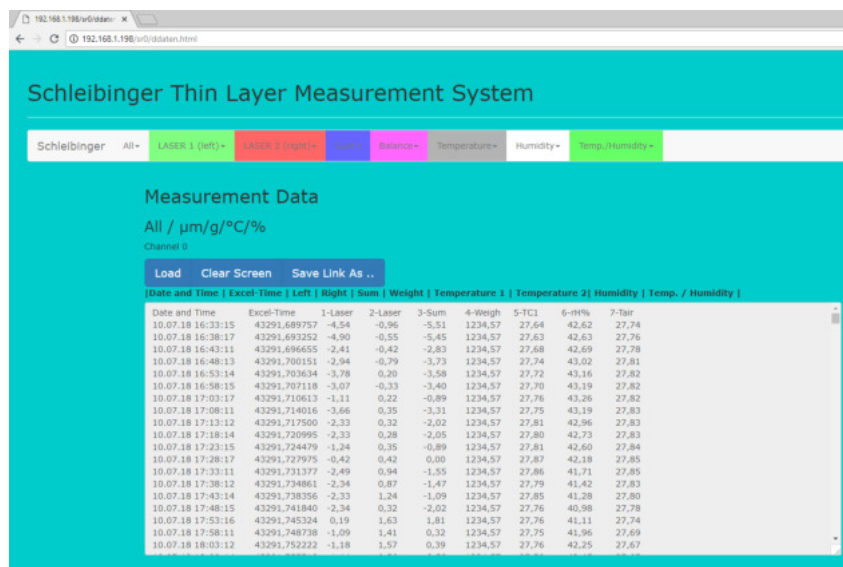 192.168.1.198/sr0/ddaten
192.168.1.198/sr0/ddaten.html
Schleibinger Thin Layer Measurement System
Schleibinger All LASER 1 (left) LASER 2 (right) Balance Temperature Humidity Temp./Humidity
Measurement Data
All / µm/g/°C/%
Channel 0
Load Clear Screen Save Link As ..
|Date and Time | Excel-Time | Left | Right | Sum | Weight | Temperature 1 | Temperature 2| Humidity | Temp. / Humidity |
Date and Time Excel-Time 1-Laser 2-Laser 3-Sum 4-Weigh 5-TC1 6-rH% 7-Tair
10.07.18 16:33:15 43291,689757 -4,54 -0,96 -5,51 1234,57 27,64 42,62 27,74
10.07.18 16:38:17 43291,693252 -4,90 -0,55 -5,45 1234,57 27,63 42,63 27,76
10.07.18 16:43:11 43291,696655 -2,41 -0,42 -2,83 1234,57 27,68 42,69 27,78
10.07.18 16:48:13 43291,700151 -2,94 -0,79 -3,73 1234,57 27,74 43,02 27,81
10.07.18 16:53:14 43291,703634 -3,78 0,20 -3,58 1234,57 27,72 43,16 27,82
10.07.18 16:58:15 43291,707118 -3,07 -0,33 -3,40 1234,57 27,70 43,19 27,82
10.07.18 17:03:17 43291,710613 -1,11 0,22 -0,89 1234,57 27,76 43,26 27,82
10.07.18 17:08:11 43291,714016 -3,66 0,35 -3,31 1234,57 27,75 43,19 27,83
10.07.18 17:13:12 43291,717500 -2,33 0,32 -2,02 1234,57 27,81 42,96 27,83
10.07.18 17:18:14 43291,720995 -2,33 0,28 -2,05 1234,57 27,80 42,73 27,83
10.07.18 17:23:15 43291,724479 -1,24 0,35 -0,89 1234,57 27,81 42,60 27,84
10.07.18 17:28:17 43291,727975 -0,42 0,42 0,00 1234,57 27,87 42,18 27,85
10.07.18 17:33:11 43291,731377 -2,49 0,94 -1,55 1234,57 27,86 41,71 27,85
10.07.18 17:38:12 43291,734861 -2,34 0,87 -1,47 1234,57 27,79 41,42 27,83
10.07.18 17:43:14 43291,738356 -2,33 1,24 -1,09 1234,57 27,85 41,28 27,80
10.07.18 17:48:15 43291,741840 -2,34 0,32 -2,02 1234,57 27,76 40,98 27,78
10.07.18 17:53:16 43291,745324 0,19 1,63 1,81 1234,57 27,76 41,11 27,74
10.07.18 17:58:11 43291,748738 -1,09 1,41 0,32 1234,57 27,75 41,96 27,69
10.07.18 18:03:12 43291,752222 -1,18 1,57 0,39 1234,57 27,76 42,25 27,67